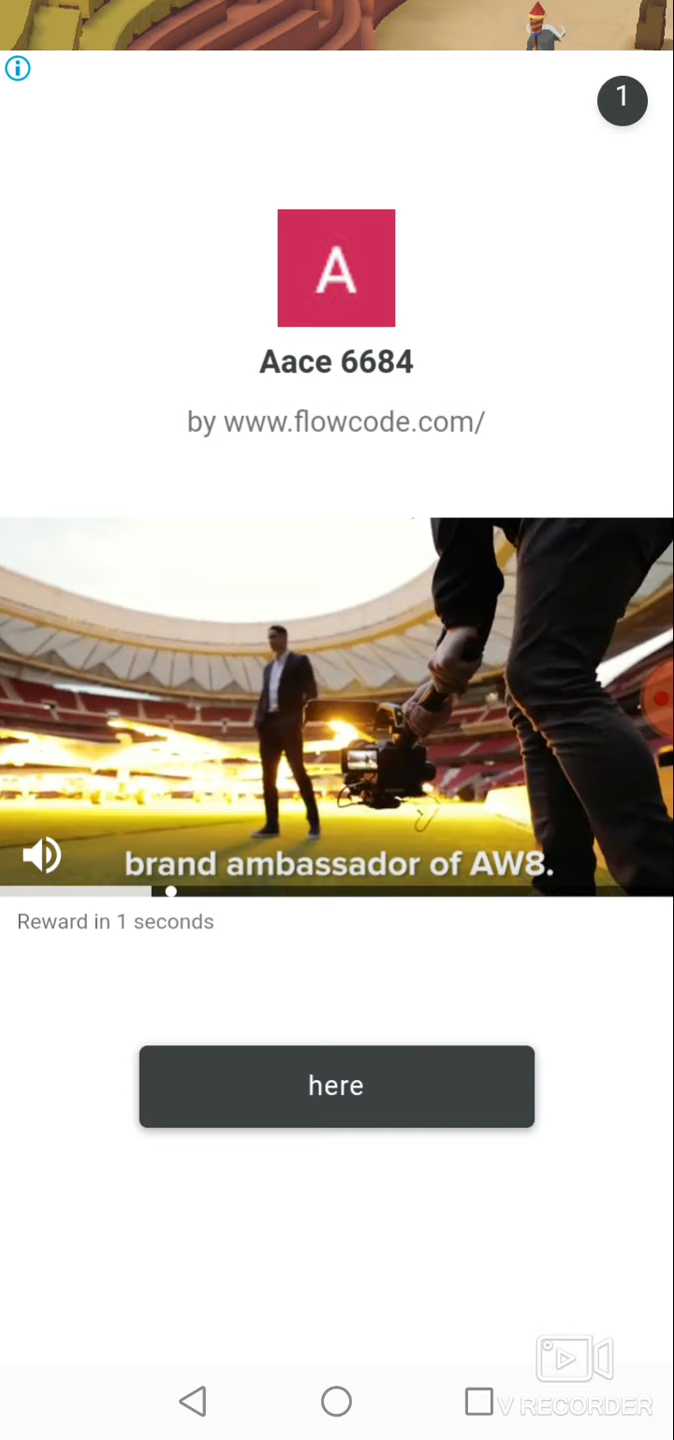 1
A
Aace 6684
by www.flowcode.com/
brand ambassador of AW8.
Reward in 1 seconds
here
V RECORDER